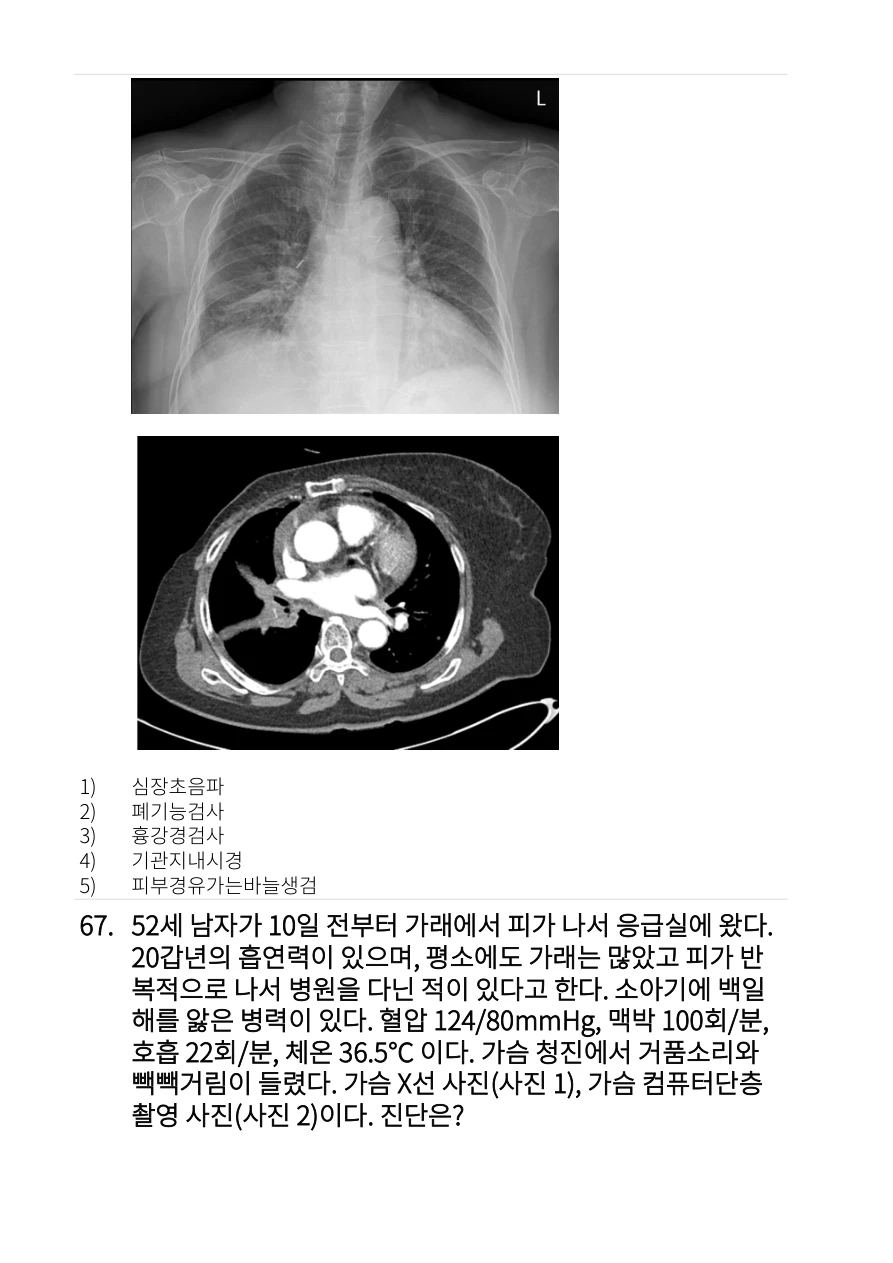 L
1) 심장초음파
2) 폐기능검사
3) 흉강경검사
4) 기관지내시경
5) 피부경유가는바늘생검
67. 52세 남자가 10일 전부터 가래에서 피가 나서 응급실에 왔다.
20갑년의 흡연력이 있으며, 평소에도 가래는 많았고 피가 반
복적으로 나서 병원을 다닌 적이 있다고 한다. 소아기에 백일
해를 앓은 병력이 있다. 혈압 124/80mmHg, 맥박 100회/분,
호흡 22회/분, 체온 36.5°C 이다. 가슴 청진에서 거품소리와
빽빽거림이 들렸다. 가슴 X선 사진(사진 1), 가슴 컴퓨터단층
촬영 사진(사진 2)이다. 진단은?